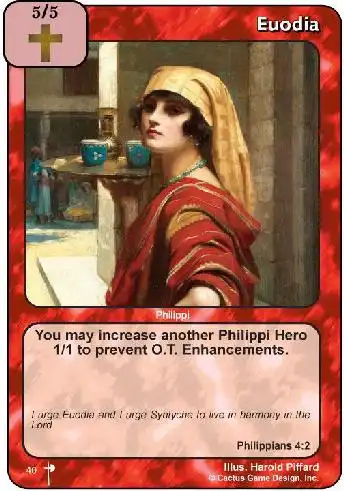 5/5
Euodia
Philippi
You may increase another Philippi Hero
1/1 to prevent O.T. Enhancements.
I urge Euodia and I urge Syntyche to live in harmony in the
Lord
Philippians 4:2
40
Illus. Harold Piffard
© Cactus Game Design, Inc.